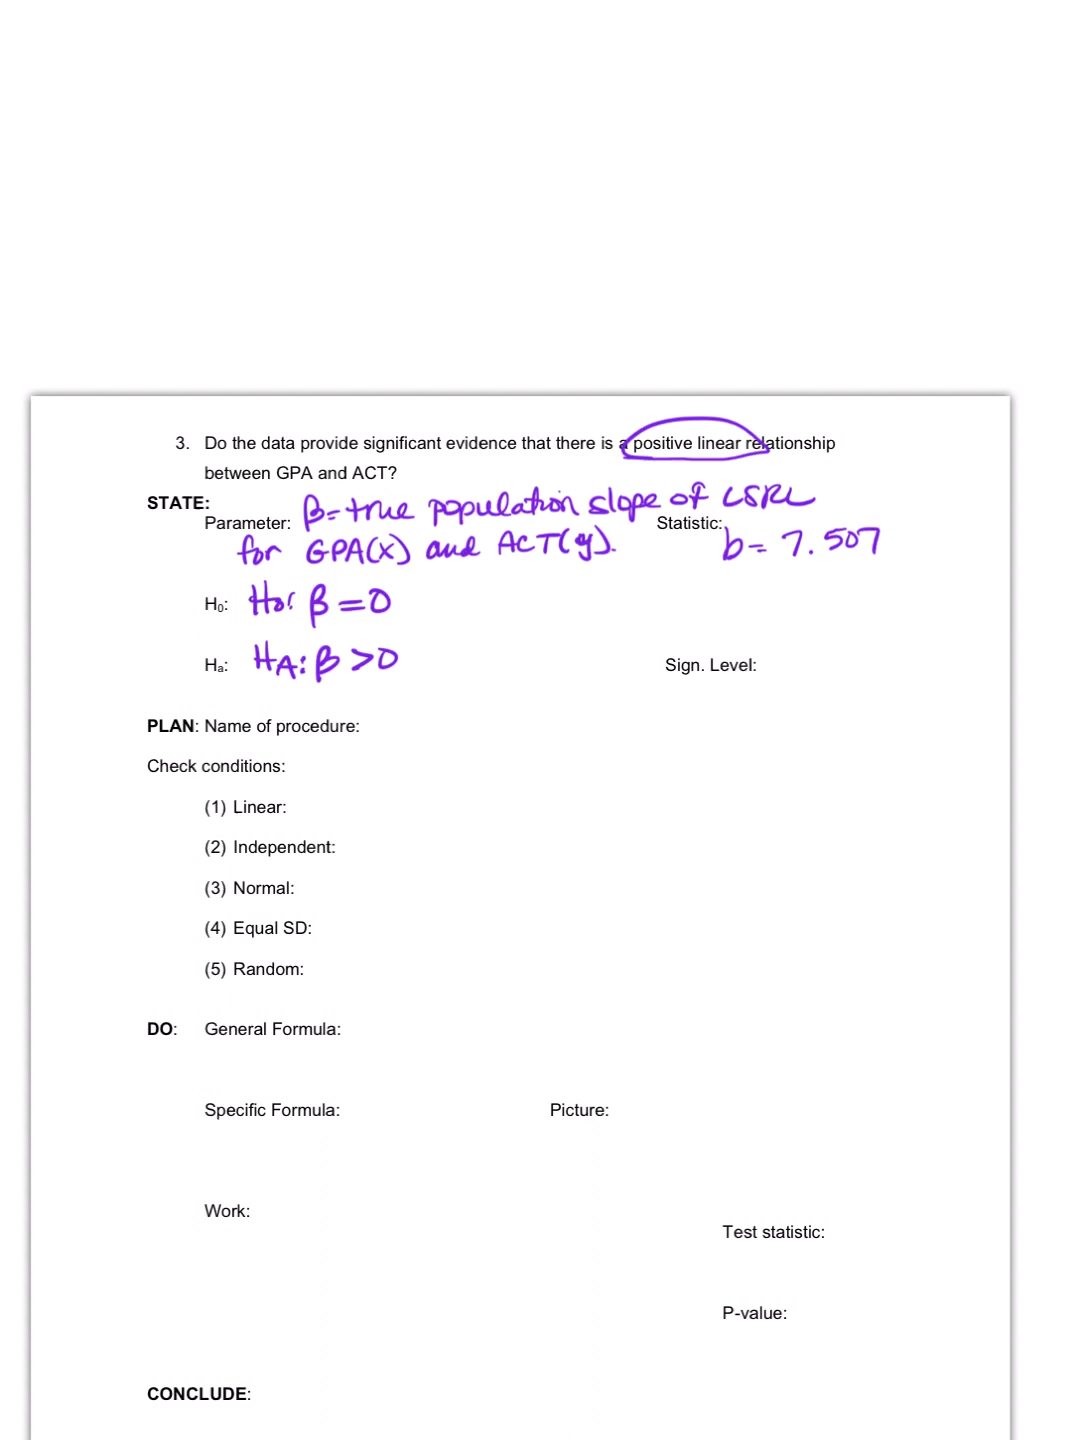 3. Do the data provide significant evidence that there is a positive linear relationship
between GPA and ACT?
STATE:
Parameter: β = true population slope of LSRL
for GPA(x) and ACT(y).
Statistic: b = 7.507
H₀: H₀: β = 0
Hₐ: H_A: β > 0
Sign. Level:
PLAN: Name of procedure:
Check conditions:
(1) Linear:
(2) Independent:
(3) Normal:
(4) Equal SD:
(5) Random:
DO: General Formula:
Specific Formula:
Picture:
Work:
Test statistic:
P-value:
CONCLUDE: